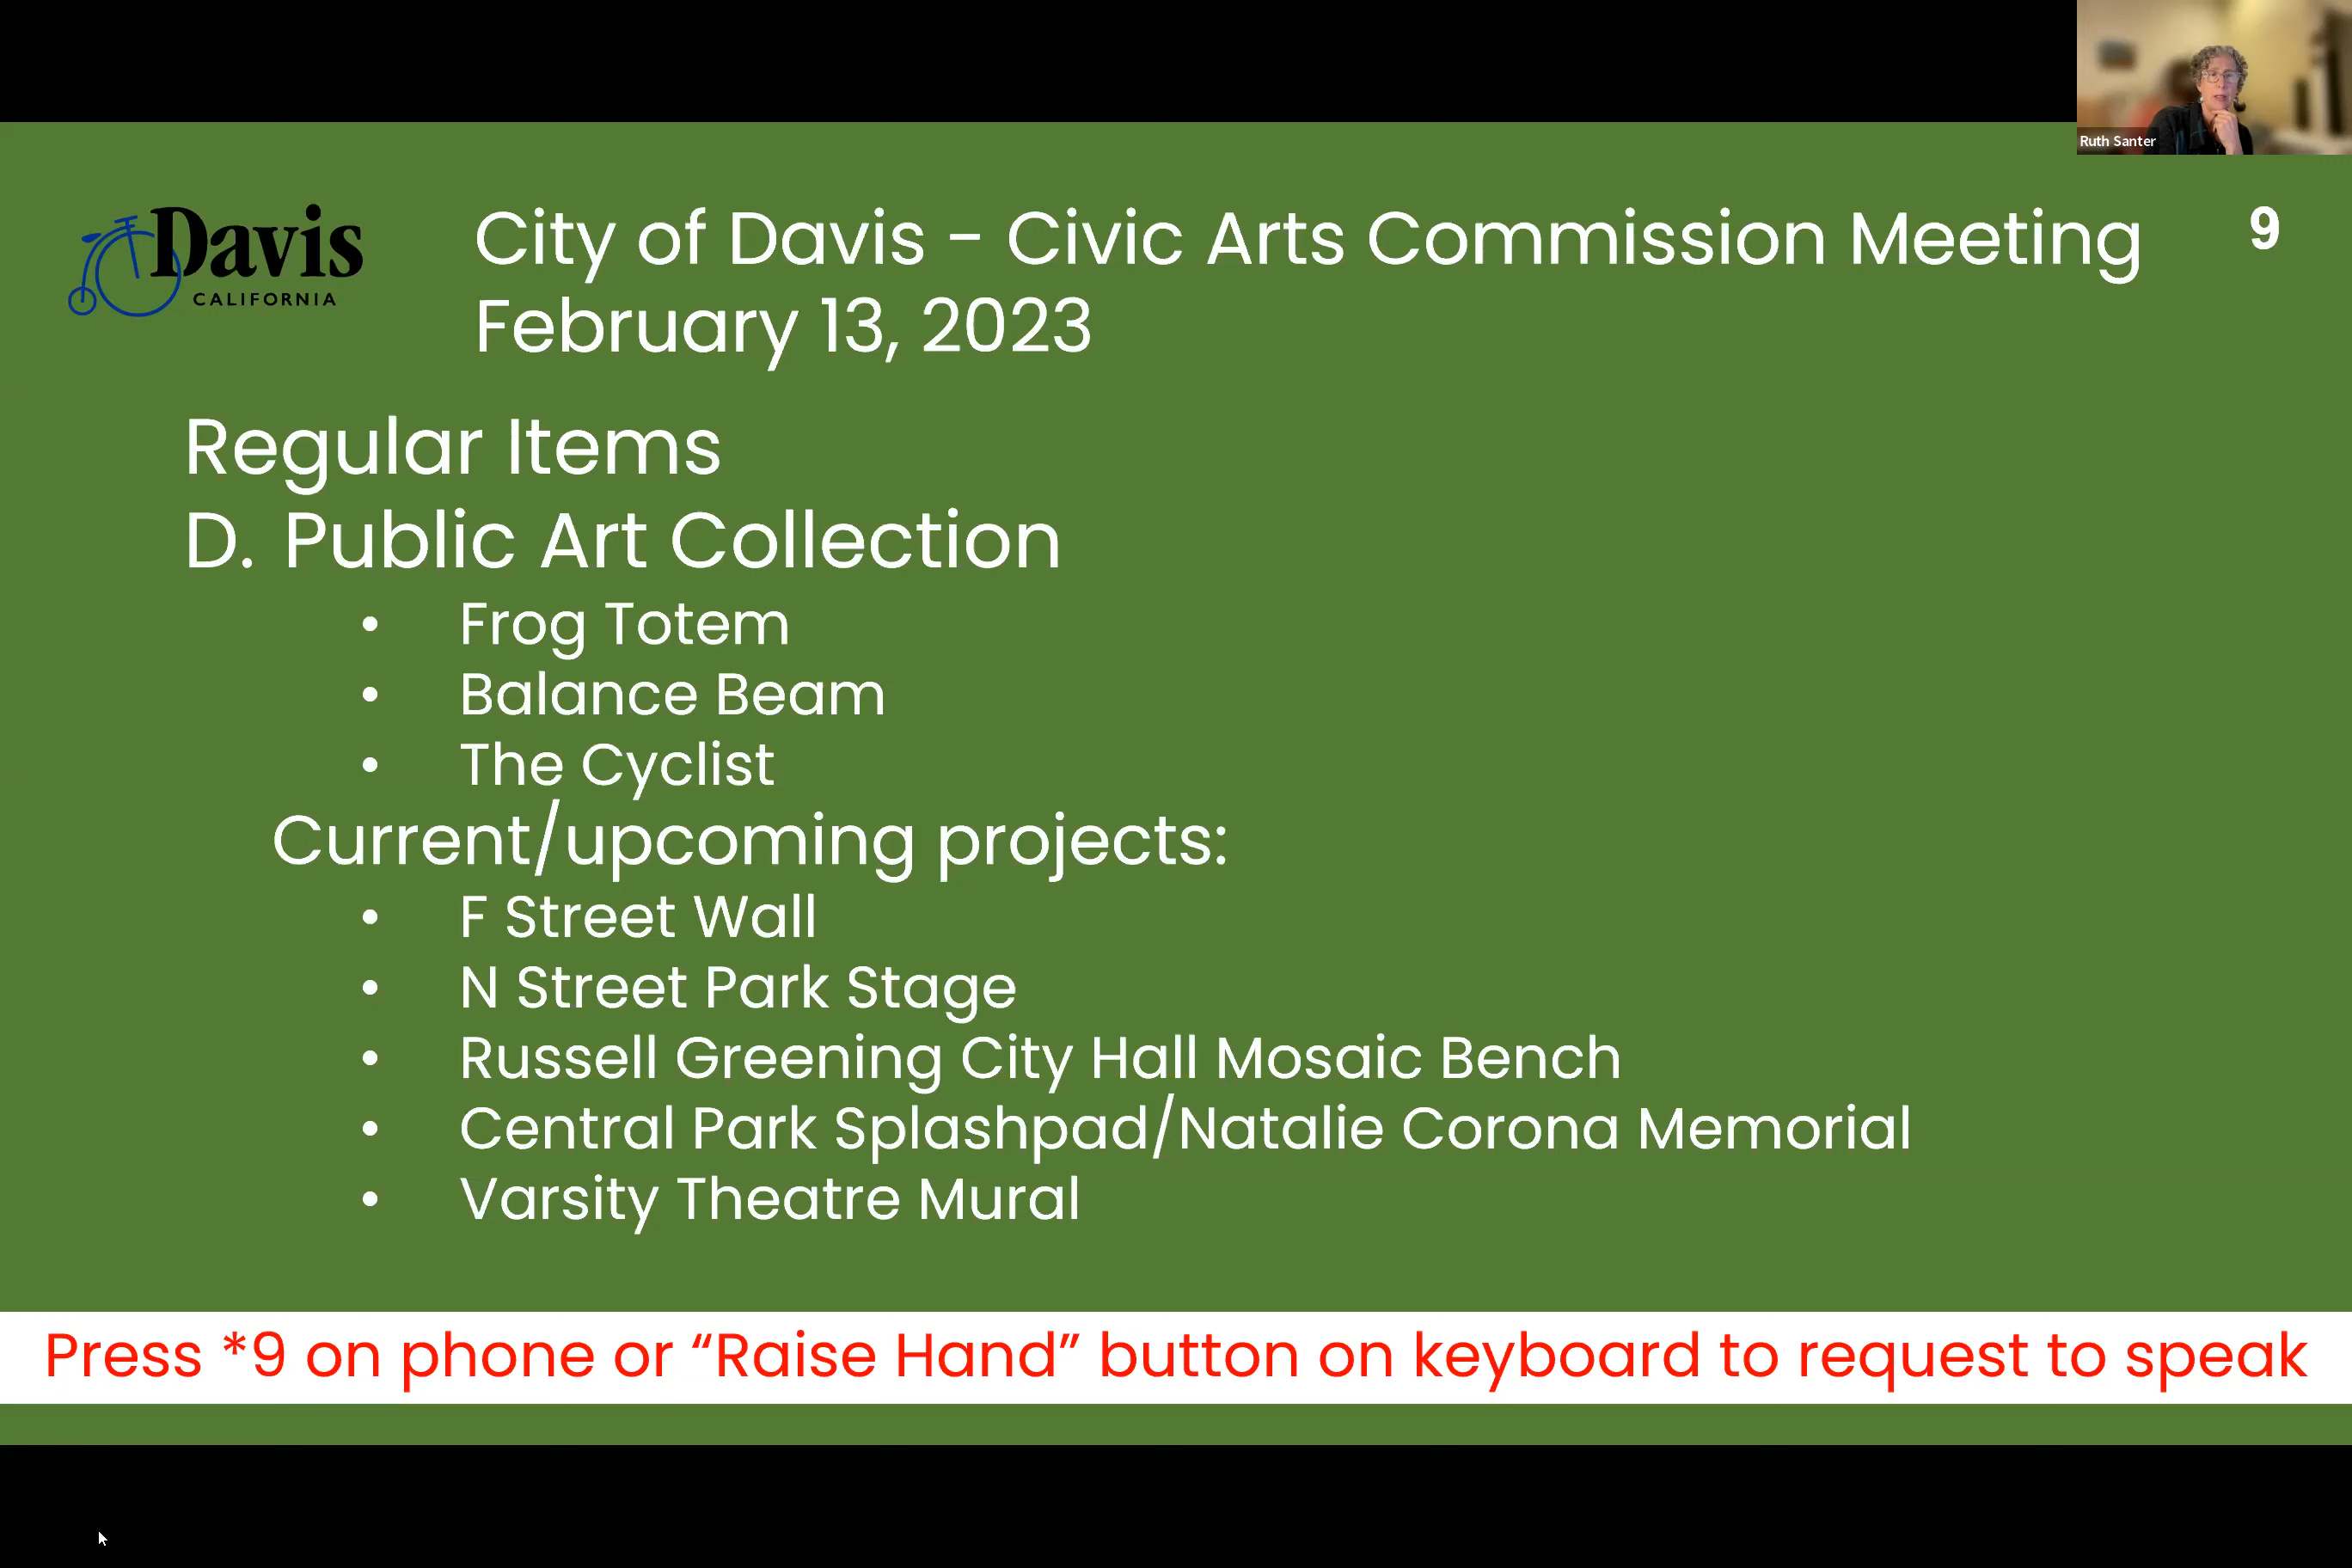 Ruth Santer
Davis
CALIFORNIA
City of Davis - Civic Arts Commission Meeting
9
February 13, 2023
Regular Items
D. Public Art Collection
• Frog Totem
• Balance Beam
• The Cyclist
Current/upcoming projects:
• F Street Wall
• N Street Park Stage
• Russell Greening City Hall Mosaic Bench
• Central Park Splashpad/Natalie Corona Memorial
• Varsity Theatre Mural
Press *9 on phone or “Raise Hand” button on keyboard to request to speak